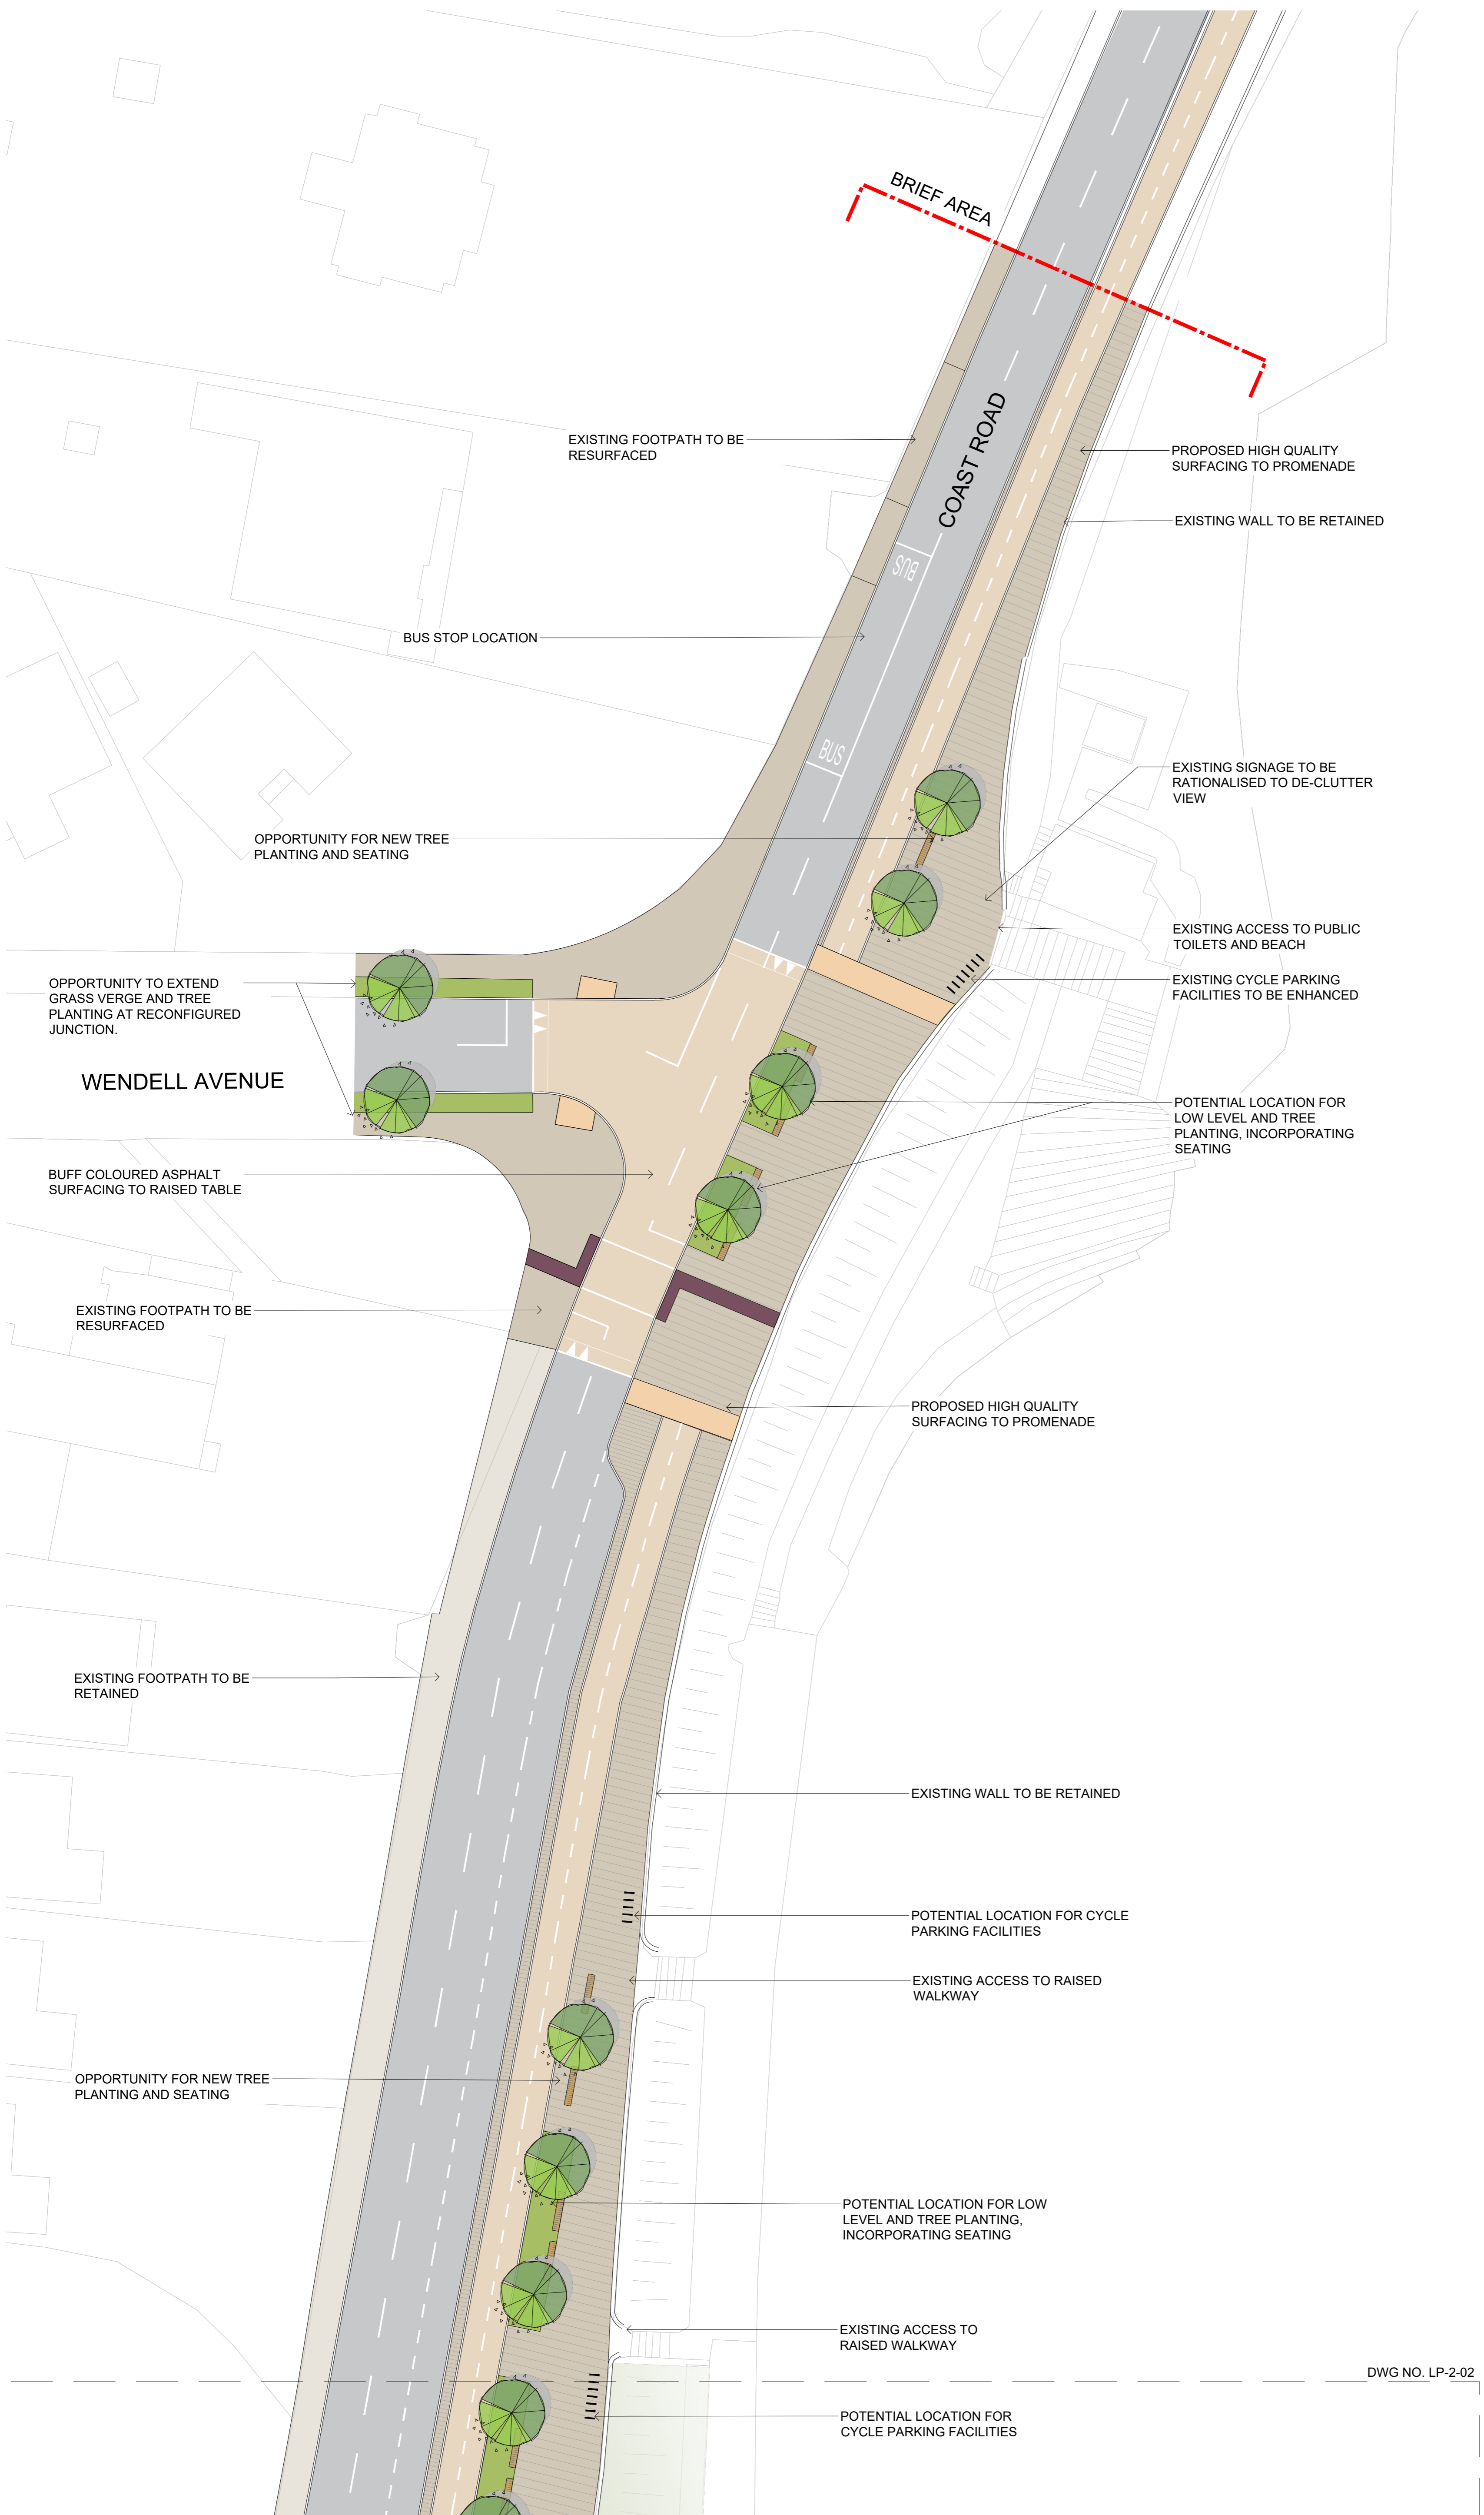 BRIEF AREA
EXISTING FOOTPATH TO BE
RESURFACED
COAST ROAD
PROPOSED HIGH QUALITY
SURFACING TO PROMENADE
EXISTING WALL TO BE RETAINED
BUS
BUS STOP LOCATION
BUS
EXISTING SIGNAGE TO BE
RATIONALISED TO DE-CLUTTER
VIEW
OPPORTUNITY FOR NEW TREE
PLANTING AND SEATING
EXISTING ACCESS TO PUBLIC
TOILETS AND BEACH
OPPORTUNITY TO EXTEND
GRASS VERGE AND TREE
PLANTING AT RECONFIGURED
JUNCTION.
EXISTING CYCLE PARKING
FACILITIES TO BE ENHANCED
WENDELL AVENUE
POTENTIAL LOCATION FOR
LOW LEVEL AND TREE
PLANTING, INCORPORATING
SEATING
BUFF COLOURED ASPHALT
SURFACING TO RAISED TABLE
EXISTING FOOTPATH TO BE
RESURFACED
PROPOSED HIGH QUALITY
SURFACING TO PROMENADE
EXISTING FOOTPATH TO BE
RETAINED
EXISTING WALL TO BE RETAINED
POTENTIAL LOCATION FOR CYCLE
PARKING FACILITIES
EXISTING ACCESS TO RAISED
WALKWAY
OPPORTUNITY FOR NEW TREE
PLANTING AND SEATING
POTENTIAL LOCATION FOR LOW
LEVEL AND TREE PLANTING,
INCORPORATING SEATING
EXISTING ACCESS TO
RAISED WALKWAY
DWG NO. LP-2-02
POTENTIAL LOCATION FOR
CYCLE PARKING FACILITIES